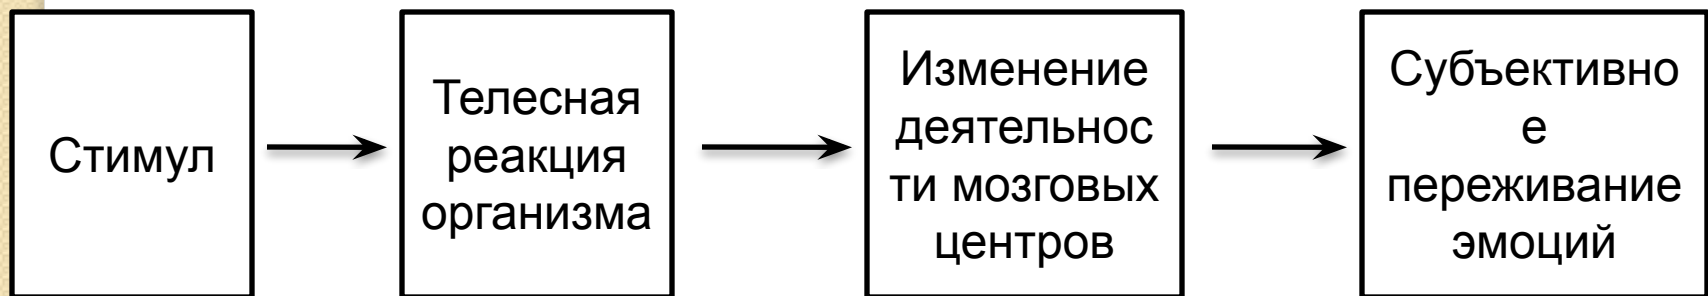 Стимул
Телесная
реакция
организма
Изменение
деятельнос
ти мозговых
центров
Субъективно
е
переживание
эмоций